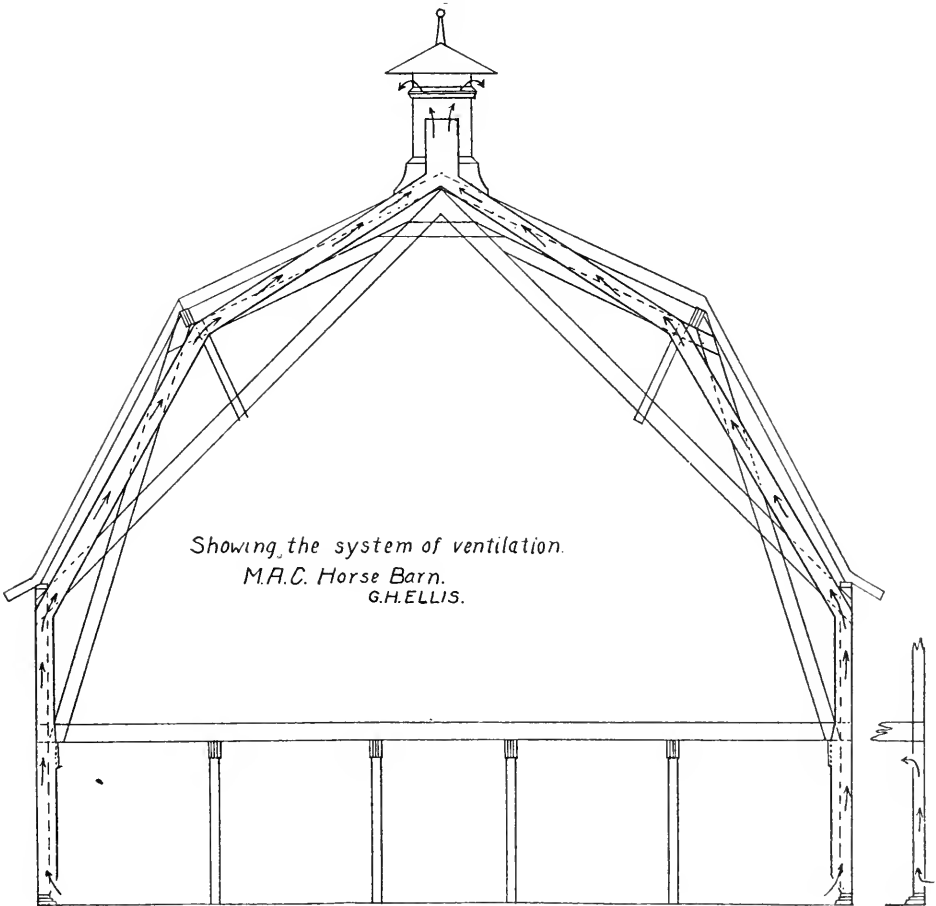 Showing the system of ventilation.
M.A.C. Horse Barn.
G.H.ELLIS.